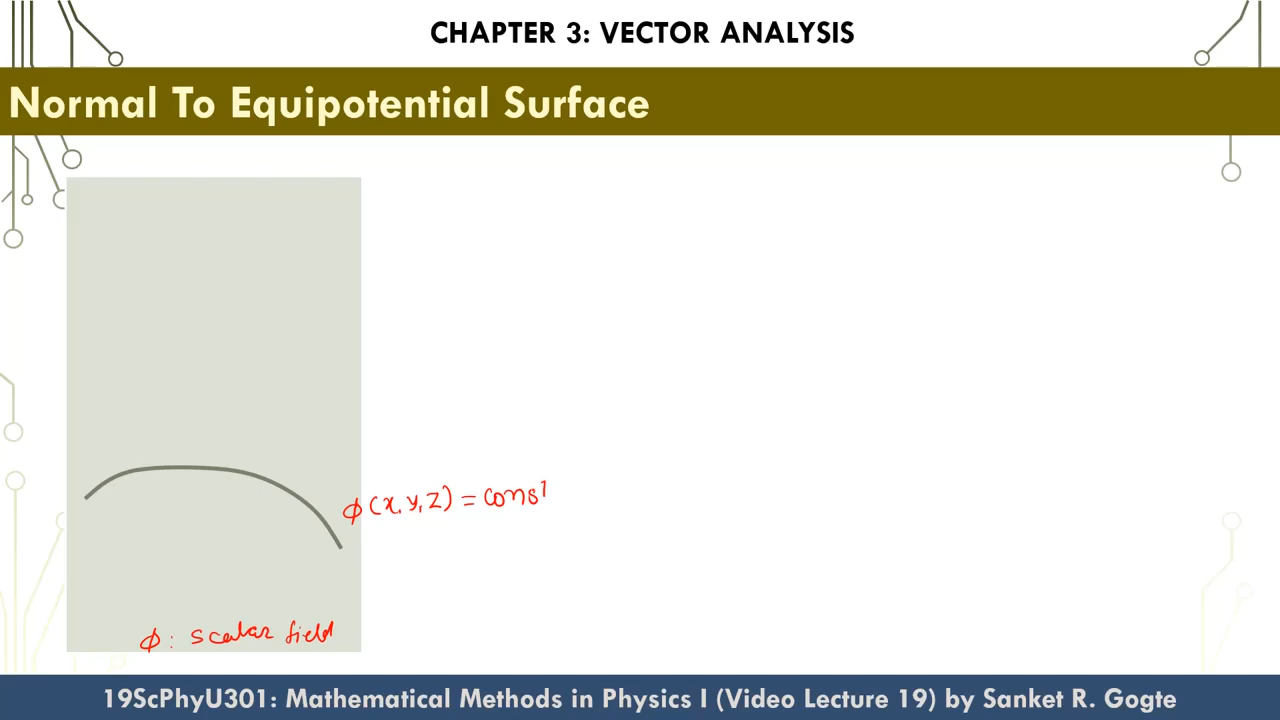 CHAPTER 3: VECTOR ANALYSIS
Normal To Equipotential Surface
ϕ(x, y, z) = const
ϕ: scalar field
19ScPhyU301: Mathematical Methods in Physics I (Video Lecture 19) by Sanket R. Gogte